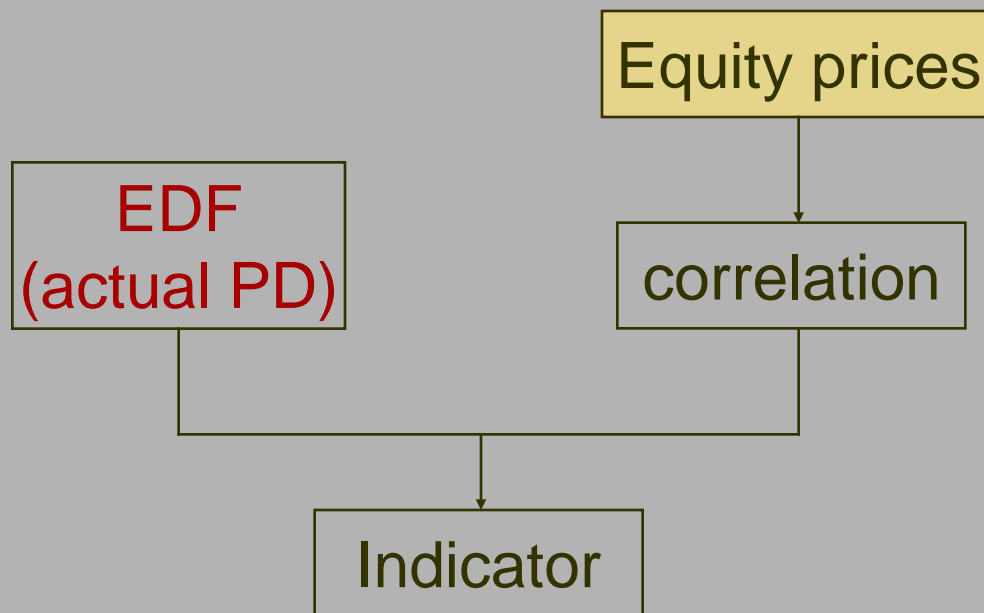 Equity prices
EDF
(actual PD)
correlation
Indicator